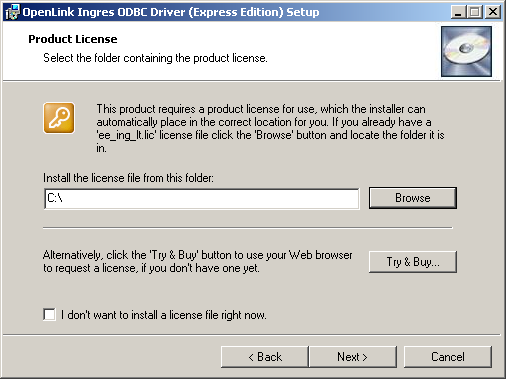 OpenLink Ingres ODBC Driver (Express Edition) Setup
Product License
Select the folder containing the product license.
This product requires a product license for use, which the installer can
automatically place in the correct location for you. If you already have a
'ee_ing_lt.lic' license file click the 'Browse' button and locate the folder it is
in.
Install the license file from this folder:
C:\
Browse
Alternatively, click the 'Try & Buy' button to use your Web browser
to request a license, if you don't have one yet.
Try & Buy...
I don't want to install a license file right now.
< Back
Next >
Cancel